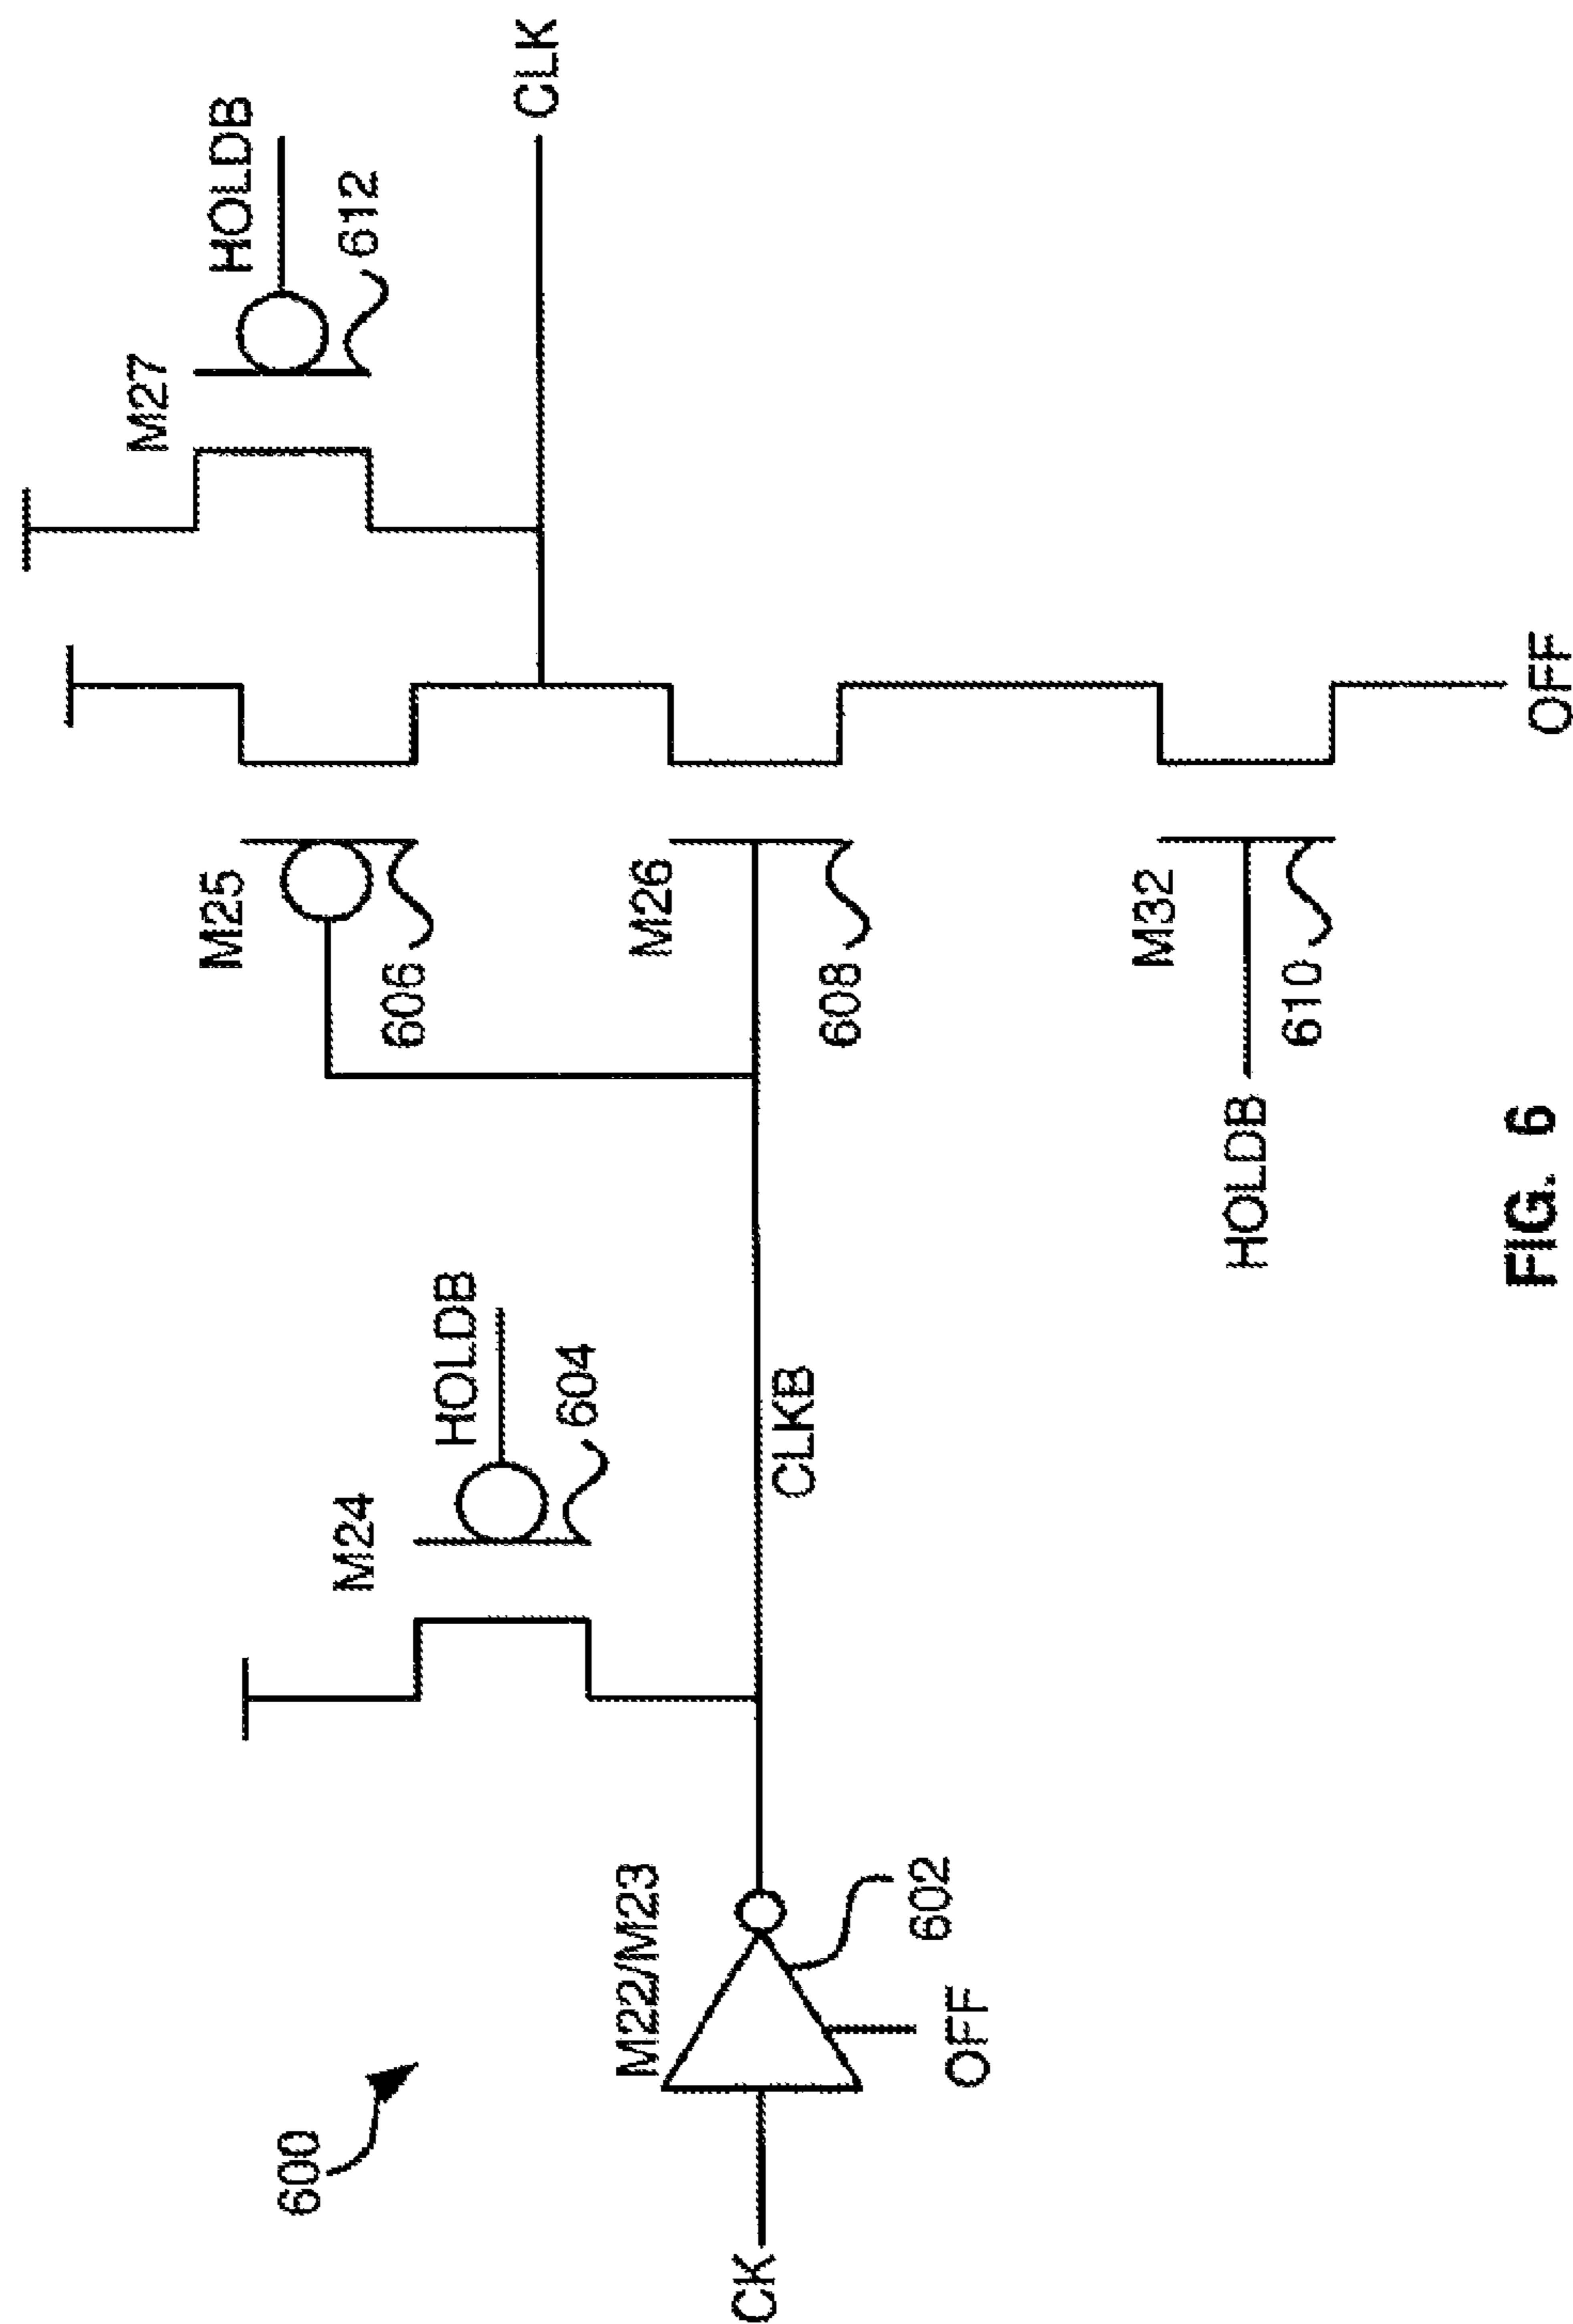 600
CK
M22/M23
602
OFF
M24
HOLDB
604
CLKB
M25
606
M26
608
M32
HOLDB
610
OFF
M27
HOLDB
612
CLK
FIG. 6